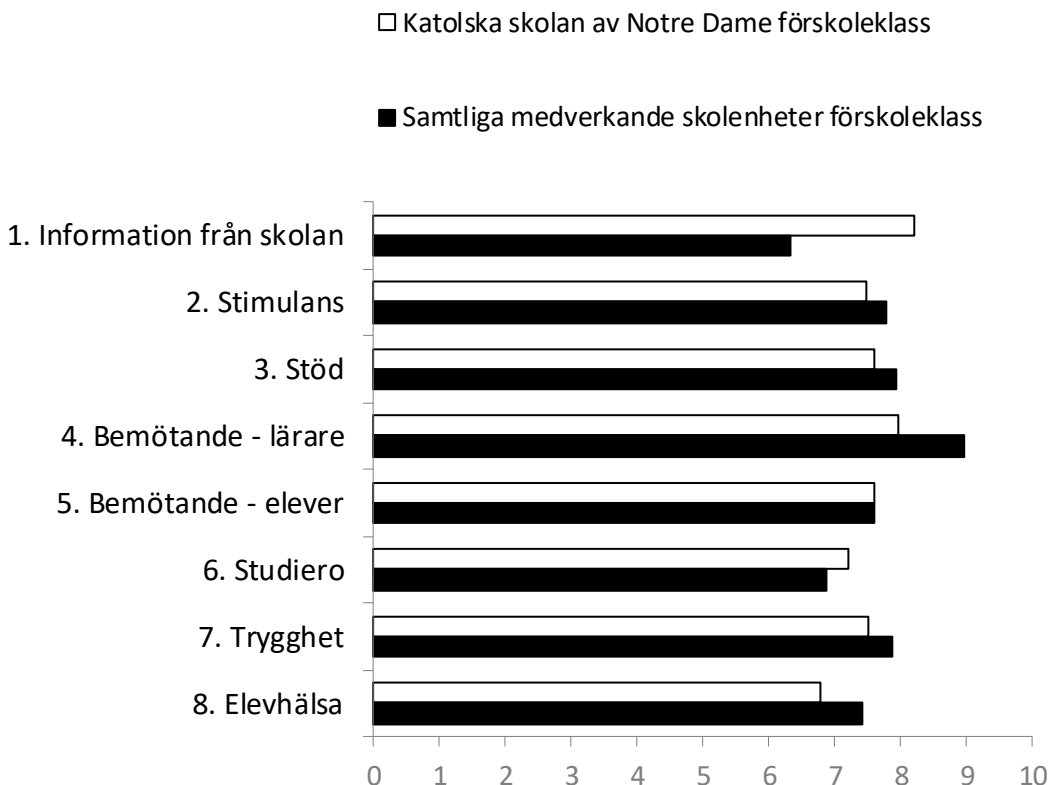 Katolska skolan av Notre Dame förskoleklass
Samtliga medverkande skolenheter förskoleklass
1. Information från skolan
2. Stimulans
3. Stöd
4. Bemötande - lärare
5. Bemötande - elever
6. Studiero
7. Trygghet
8. Elevhälsa
0 1 2 3 4 5 6 7 8 9 10